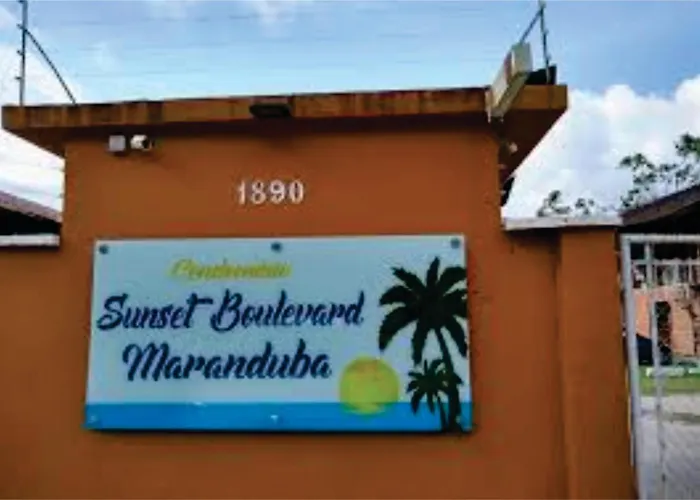 1890
Condomínio
Sunset Boulevard
Maranduba